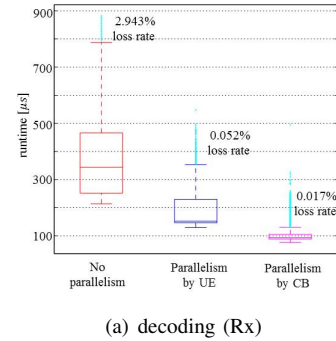 900
700
500
300
100
runtime [μs]
2.943%
loss rate
0.052%
loss rate
0.017%
loss rate
No
parallelism
Parallelism
by UE
Parallelism
by CB
(a) decoding (Rx)